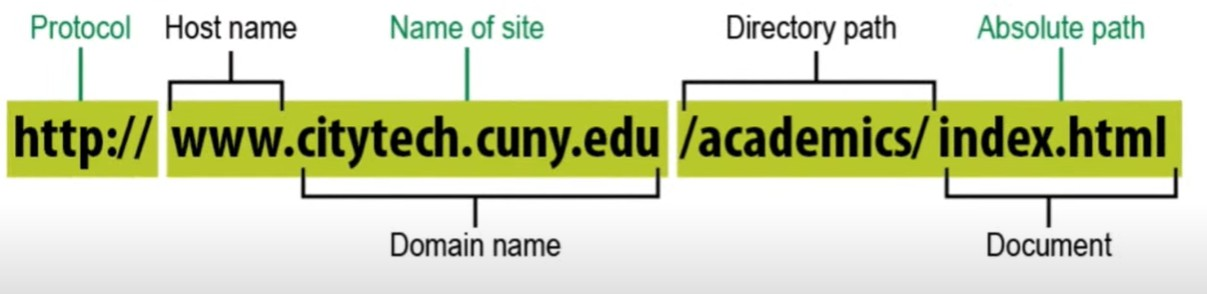 Protocol Host name Name of site Directory path Absolute path
http:// www.citytech.cuny.edu /academics/ index.html
Domain name Document